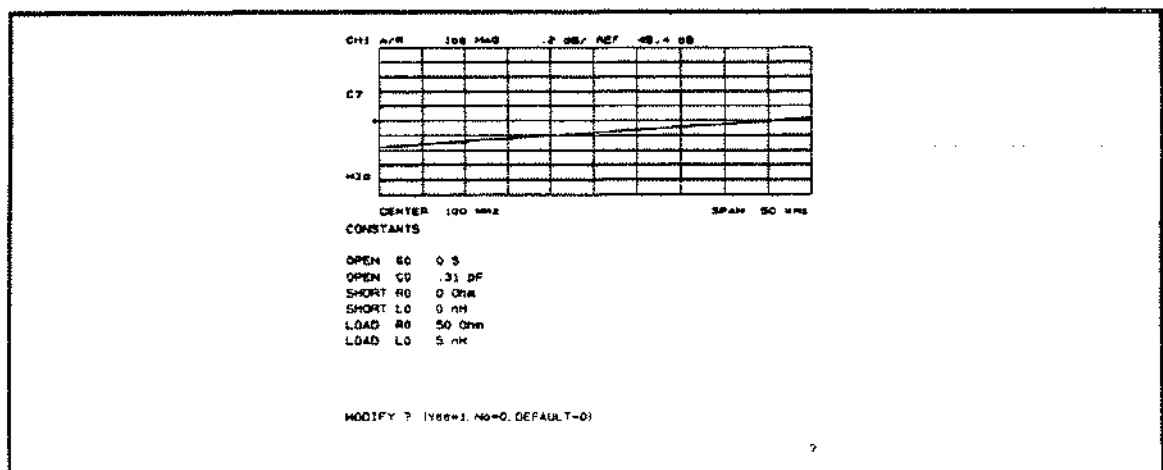 CH1 A/R log MAG .2 dB/ REF -48.4 dB
C?
Hld
CENTER 100 MHz SPAN 50 MHz
CONSTANTS
OPEN G0 0 S
OPEN C0 .31 pF
SHORT R0 0 Ohm
SHORT L0 0 nH
LOAD R0 50 Ohm
LOAD L0 5 nH
MODIFY ? (Yes=1, No=0, DEFAULT=0)
?